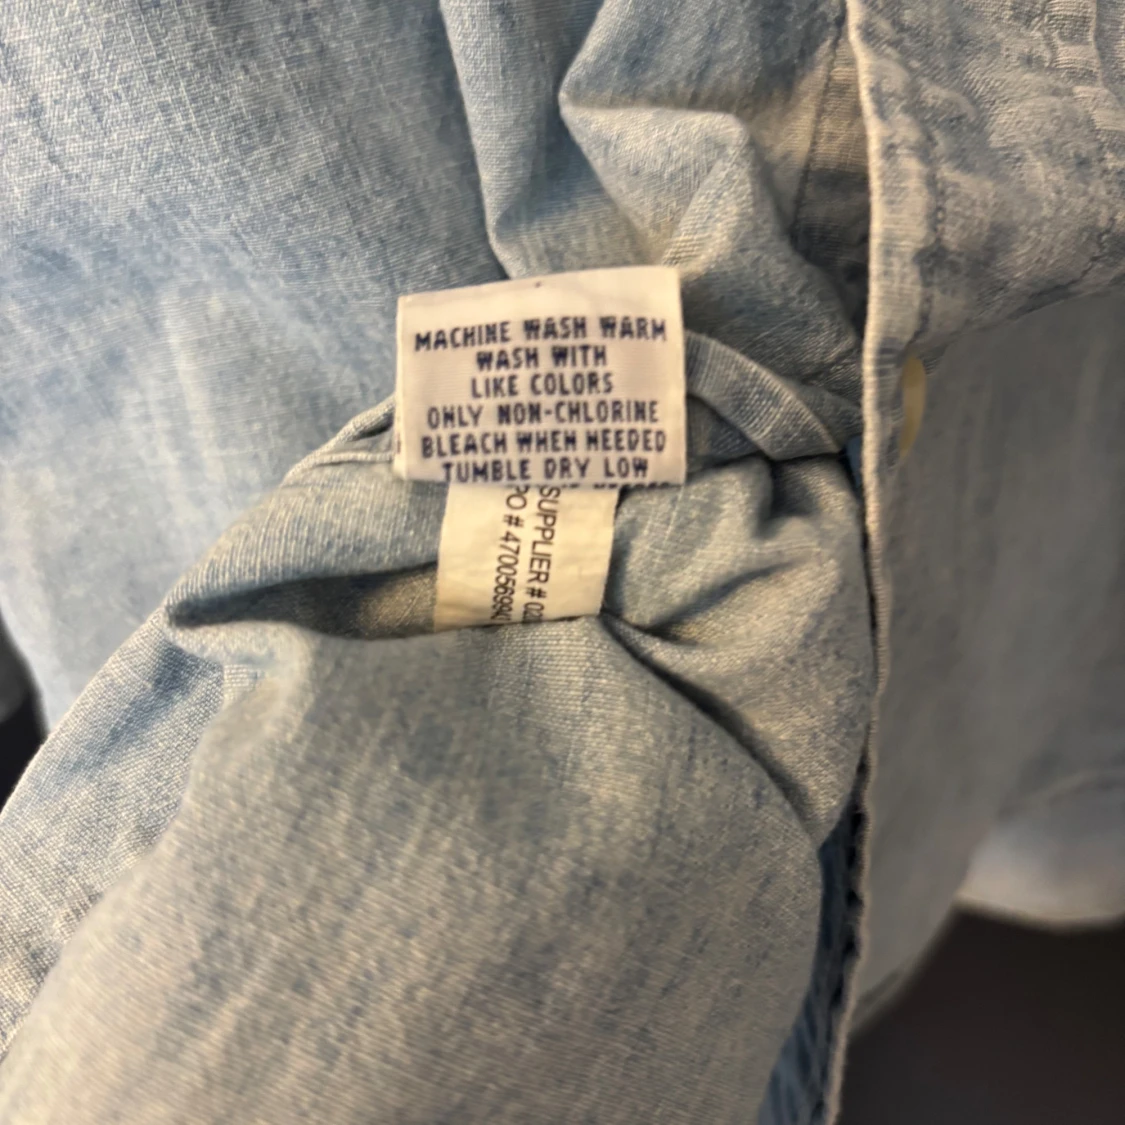 MACHINE WASH WARM
WASH WITH
LIKE COLORS
ONLY NON-CHLORINE
BLEACH WHEN NEEDED
TUMBLE DRY LOW
SUPPLIER #
PO #